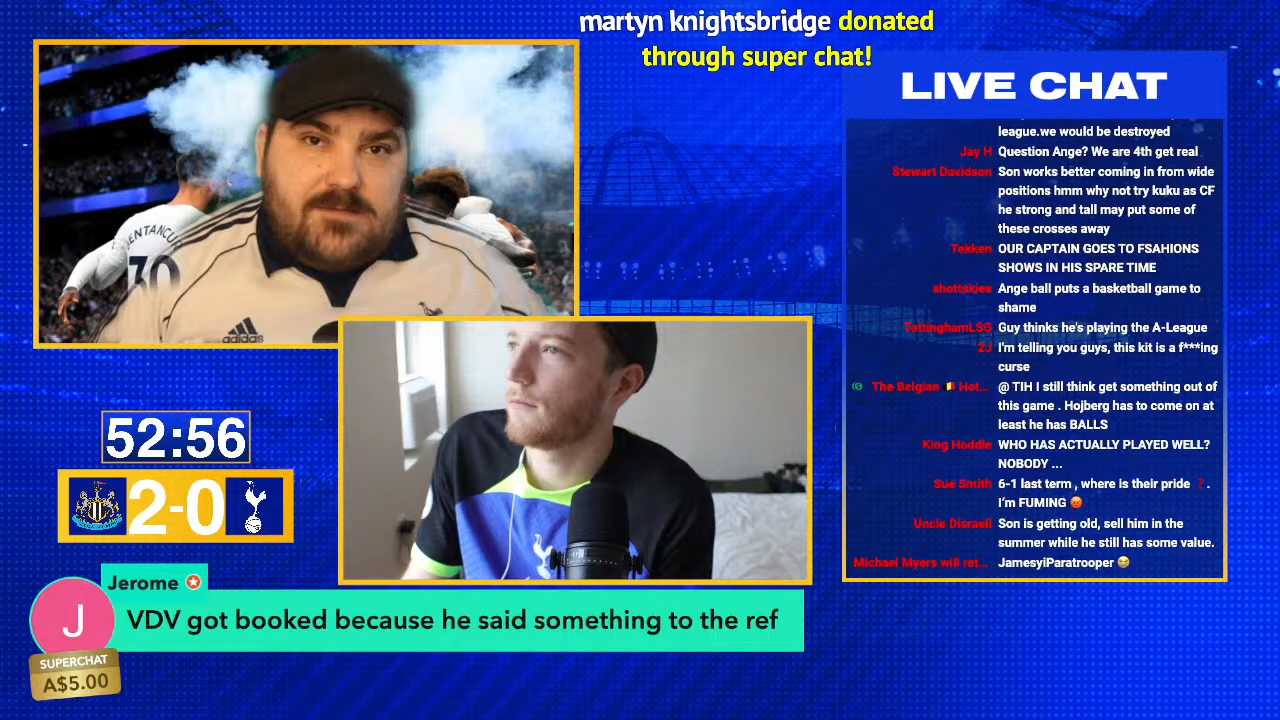 martyn knightsbridge donated
through super chat!
LIVE CHAT
league.we would be destroyed
Jay H Question Ange? We are 4th get real
Stewart Davidson Son works better coming in from wide
positions hmm why not try kuku as CF
he strong and tall may put some of
these crosses away
Tekken OUR CAPTAIN GOES TO FSAHIONS
SHOWS IN HIS SPARE TIME
shottskiex Ange ball puts a basketball game to
shame
TottinghamLSG Guy thinks he's playing the A-League
2J I'm telling you guys, this kit is a f***ing
curse
The Belgian 🇧🇪 Hot... @ TIH I still think get something out of
this game . Hojberg has to come on at
least he has BALLS
King Hoddle WHO HAS ACTUALLY PLAYED WELL?
NOBODY ...
Sue Smith 6-1 last term , where is their pride ❓.
I'm FUMING 😡
Uncle Disraeli Son is getting old, sell him in the
summer while he still has some value.
Michael Myers will ret... JamesyiParatrooper 😭
ENTANCUR
30
adidas
52:56
2-0
Jerome
J
VDV got booked because he said something to the ref
SUPERCHAT
A$5.00